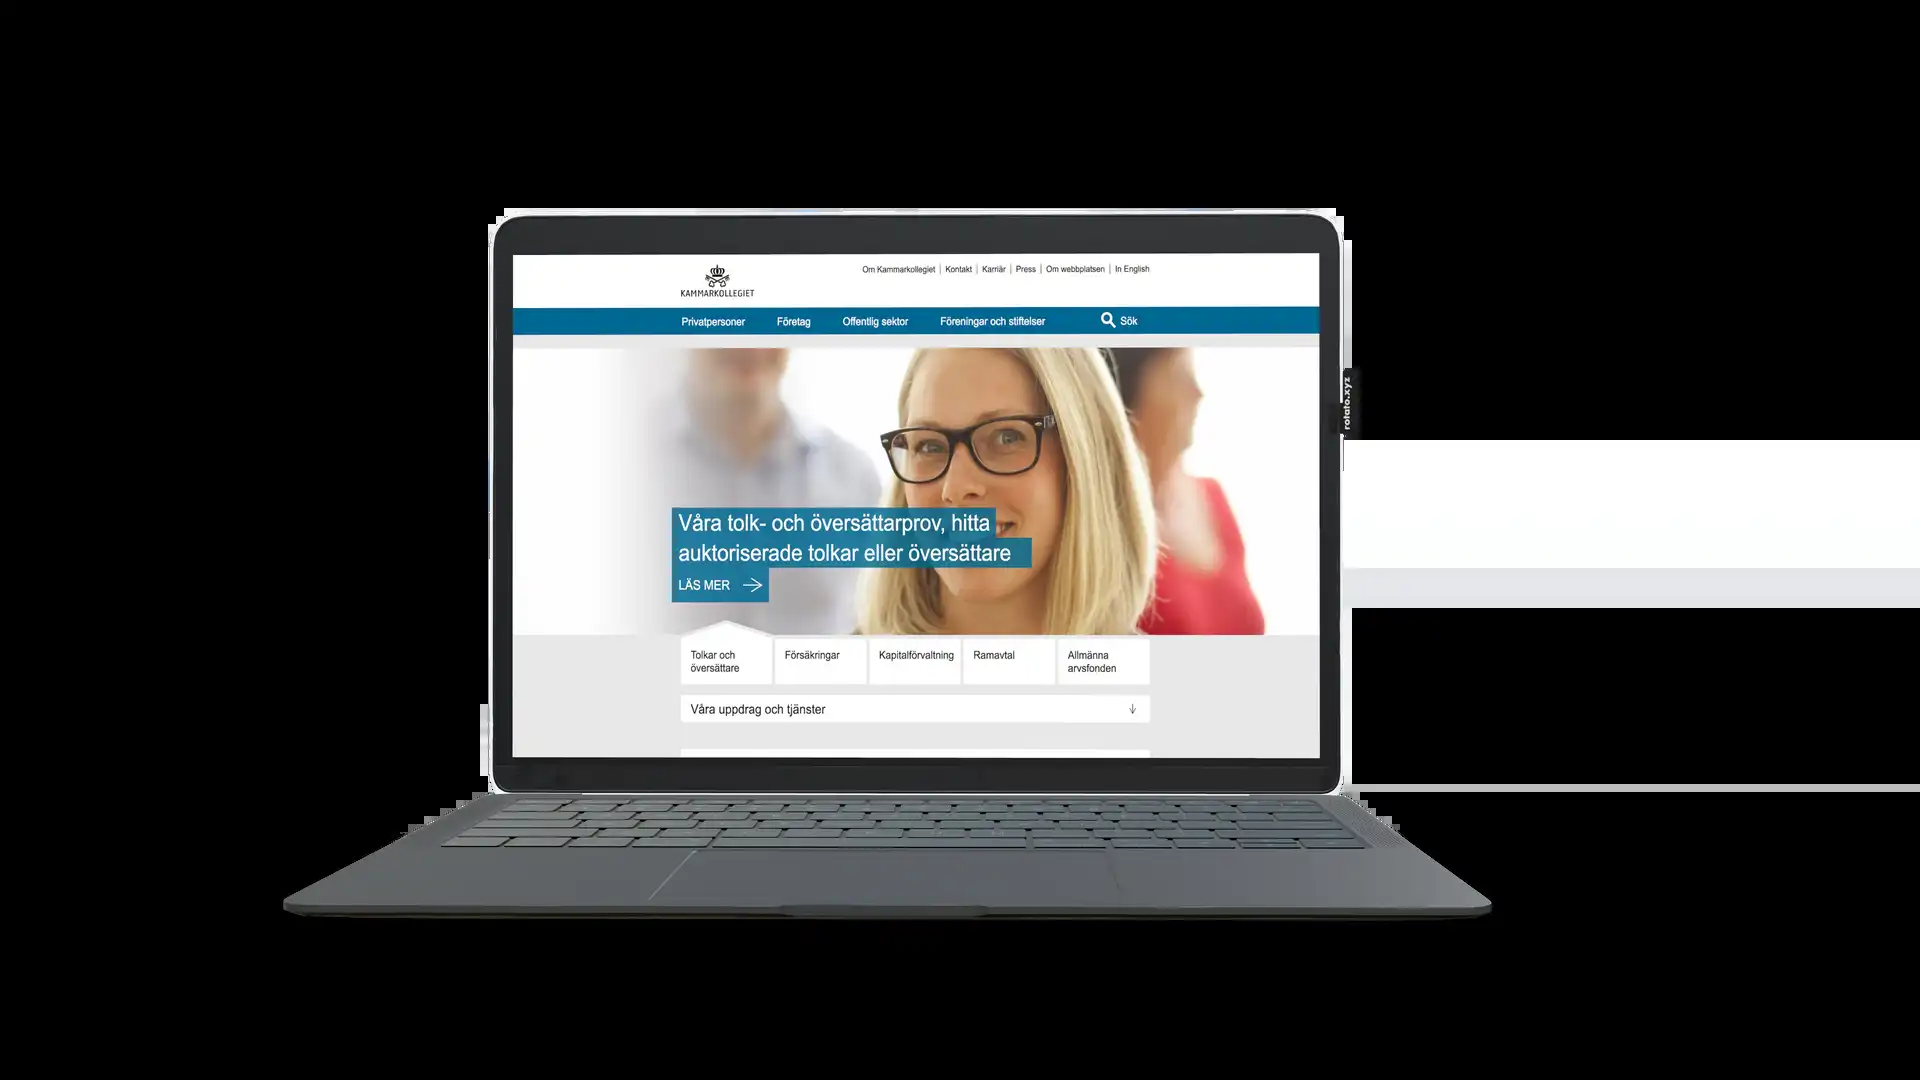 KAMMARKOLLEGIET
Om Kammarkollegiet | Kontakt | Karriär | Press | Om webbplatsen | In English
Privatpersoner Företag Offentlig sektor Föreningar och stiftelser Sök
rotato.xyz
Våra tolk- och översättarprov, hitta
auktoriserade tolkar eller översättare
LÄS MER
Tolkar och
översättare
Försäkringar
Kapitalförvaltning
Ramavtal
Allmänna
arvsfonden
Våra uppdrag och tjänster